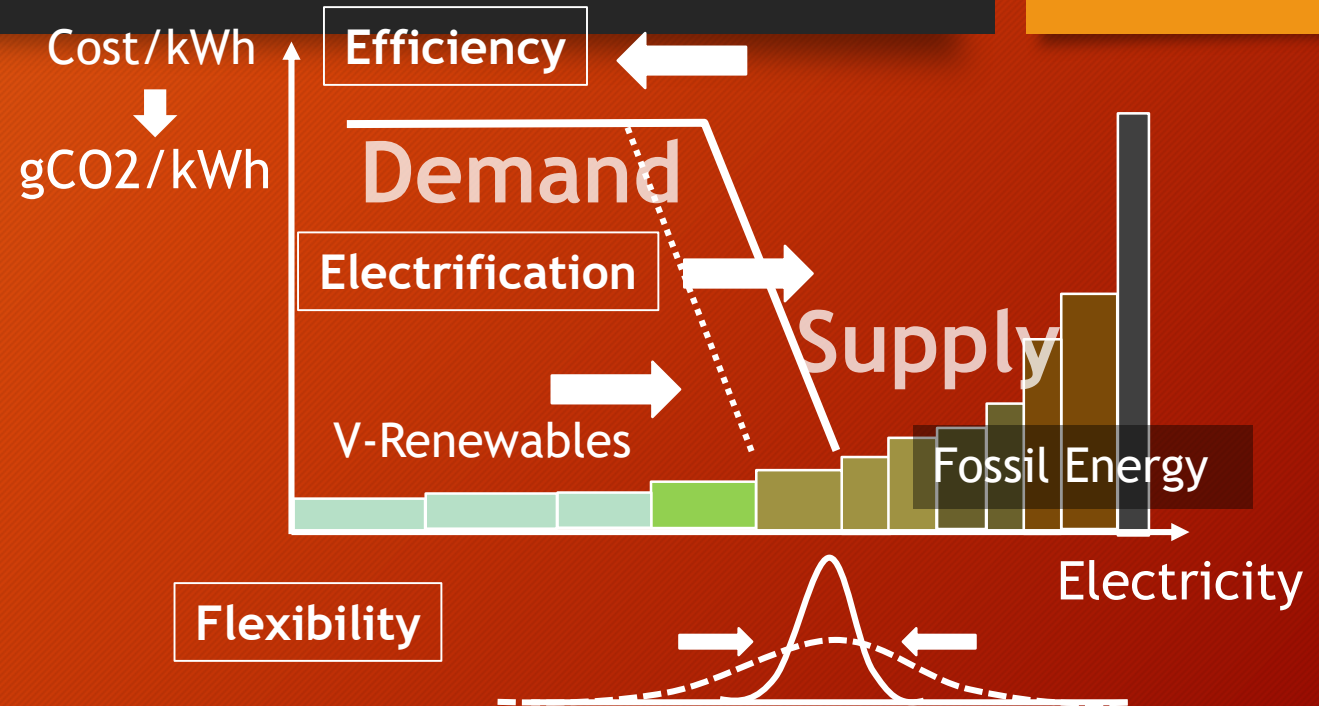 Cost/kWh
Efficiency
gCO2/kWh
Demand
Electrification
Supply
V-Renewables
Fossil Energy
Electricity
Flexibility